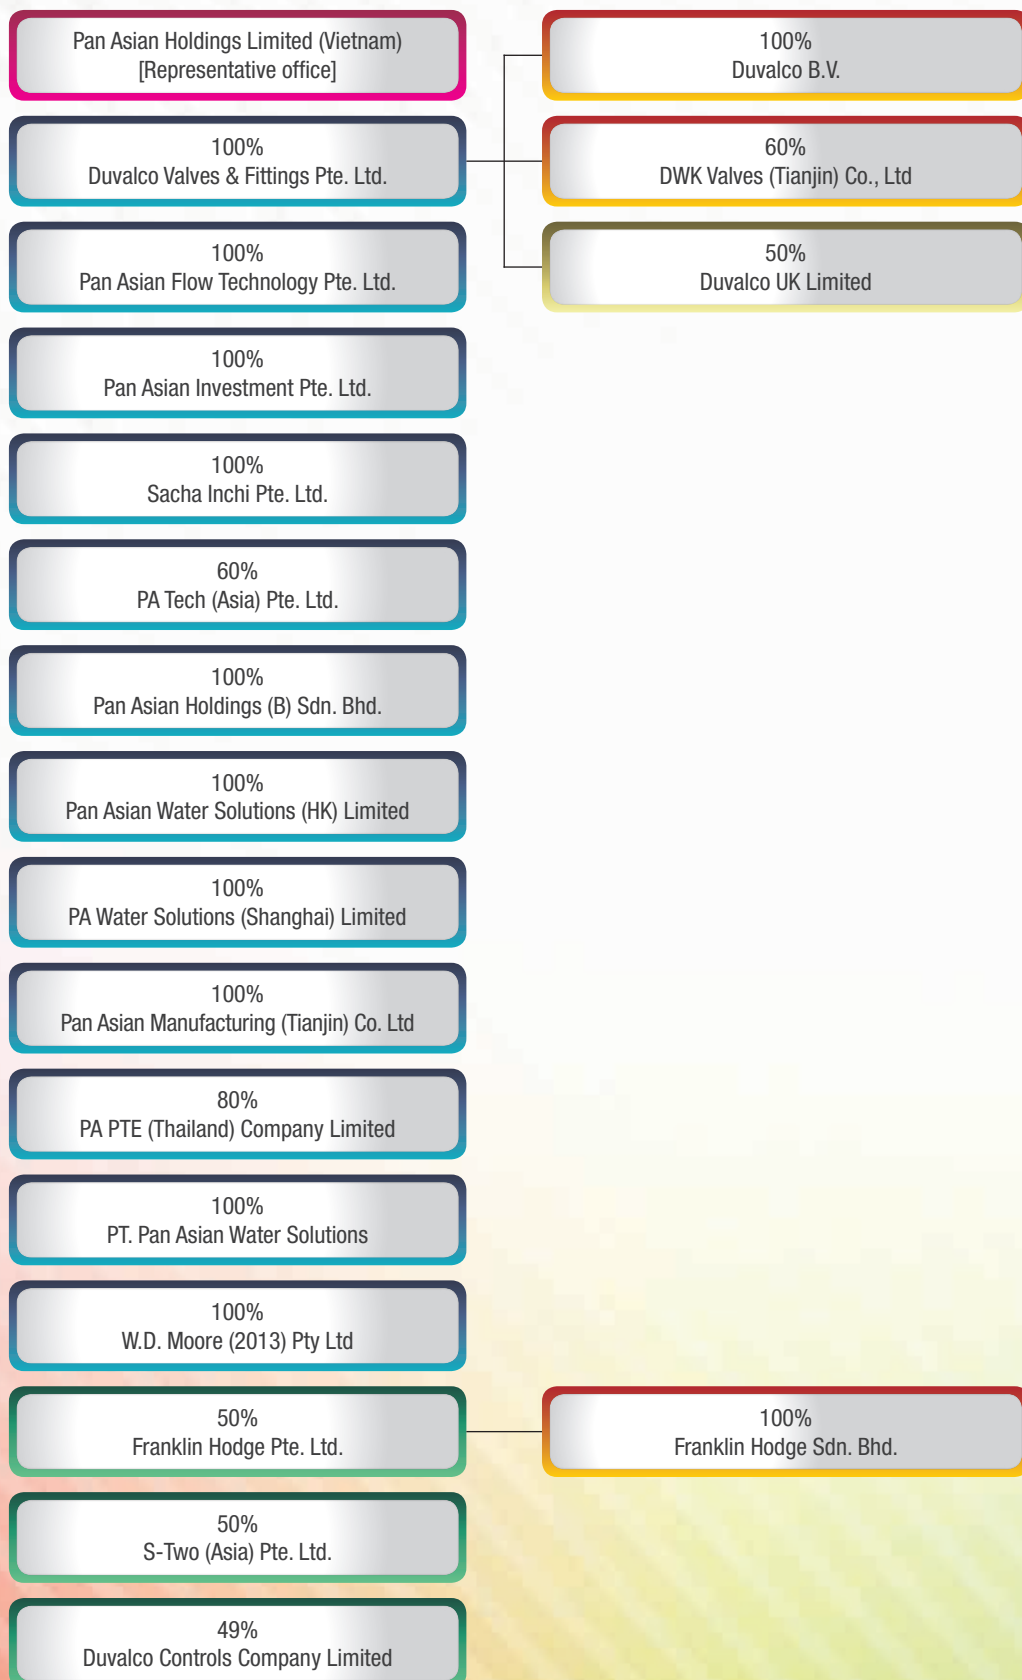 Pan Asian Holdings Limited (Vietnam)
[Representative office]
100%
Duvalco Valves & Fittings Pte. Ltd.
100%
Duvalco B.V.
60%
DWK Valves (Tianjin) Co., Ltd
50%
Duvalco UK Limited
100%
Pan Asian Flow Technology Pte. Ltd.
100%
Pan Asian Investment Pte. Ltd.
100%
Sacha Inchi Pte. Ltd.
60%
PA Tech (Asia) Pte. Ltd.
100%
Pan Asian Holdings (B) Sdn. Bhd.
100%
Pan Asian Water Solutions (HK) Limited
100%
PA Water Solutions (Shanghai) Limited
100%
Pan Asian Manufacturing (Tianjin) Co. Ltd
80%
PA PTE (Thailand) Company Limited
100%
PT. Pan Asian Water Solutions
100%
W.D. Moore (2013) Pty Ltd
50%
Franklin Hodge Pte. Ltd.
100%
Franklin Hodge Sdn. Bhd.
50%
S-Two (Asia) Pte. Ltd.
49%
Duvalco Controls Company Limited